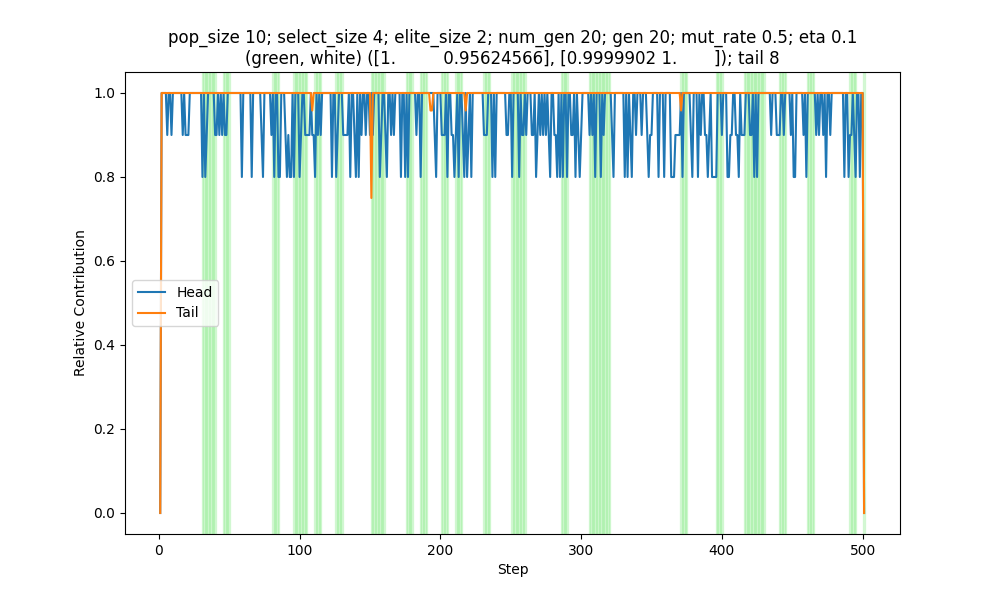 pop_size 10; select_size 4; elite_size 2; num_gen 20; gen 20; mut_rate 0.5; eta 0.1
(green, white) ([1.         0.95624566], [0.9999902 1.       ]); tail 8
1.0
0.8
0.6
0.4
0.2
0.0
Relative Contribution
Head
Tail
0
100
200
300
400
500
Step